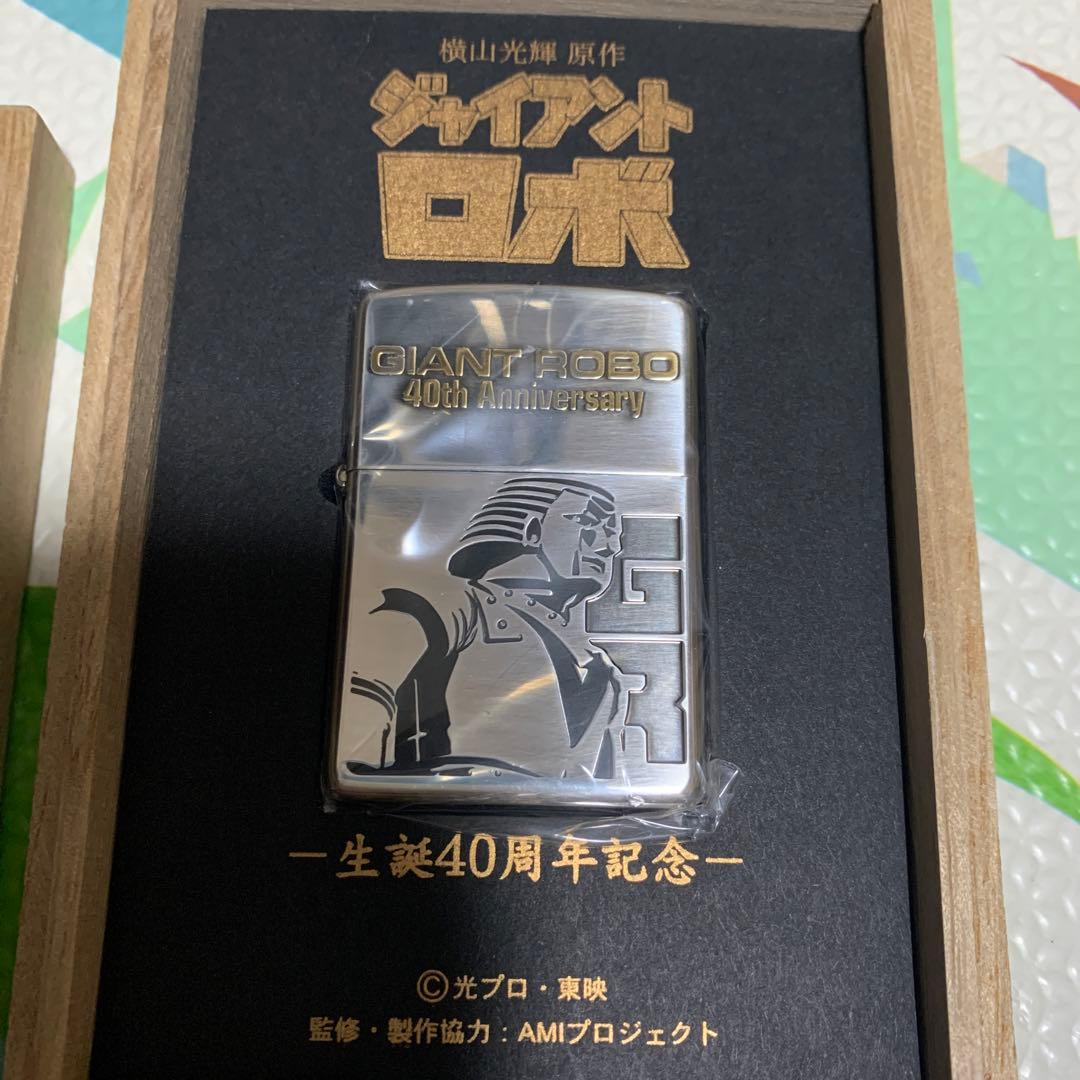 横山光輝 原作
ジャイアント
ロボ
GIANT ROBO
40th Anniversary
GR
－生誕40周年記念－
©光プロ・東映
監修・製作協力：AMIプロジェクト